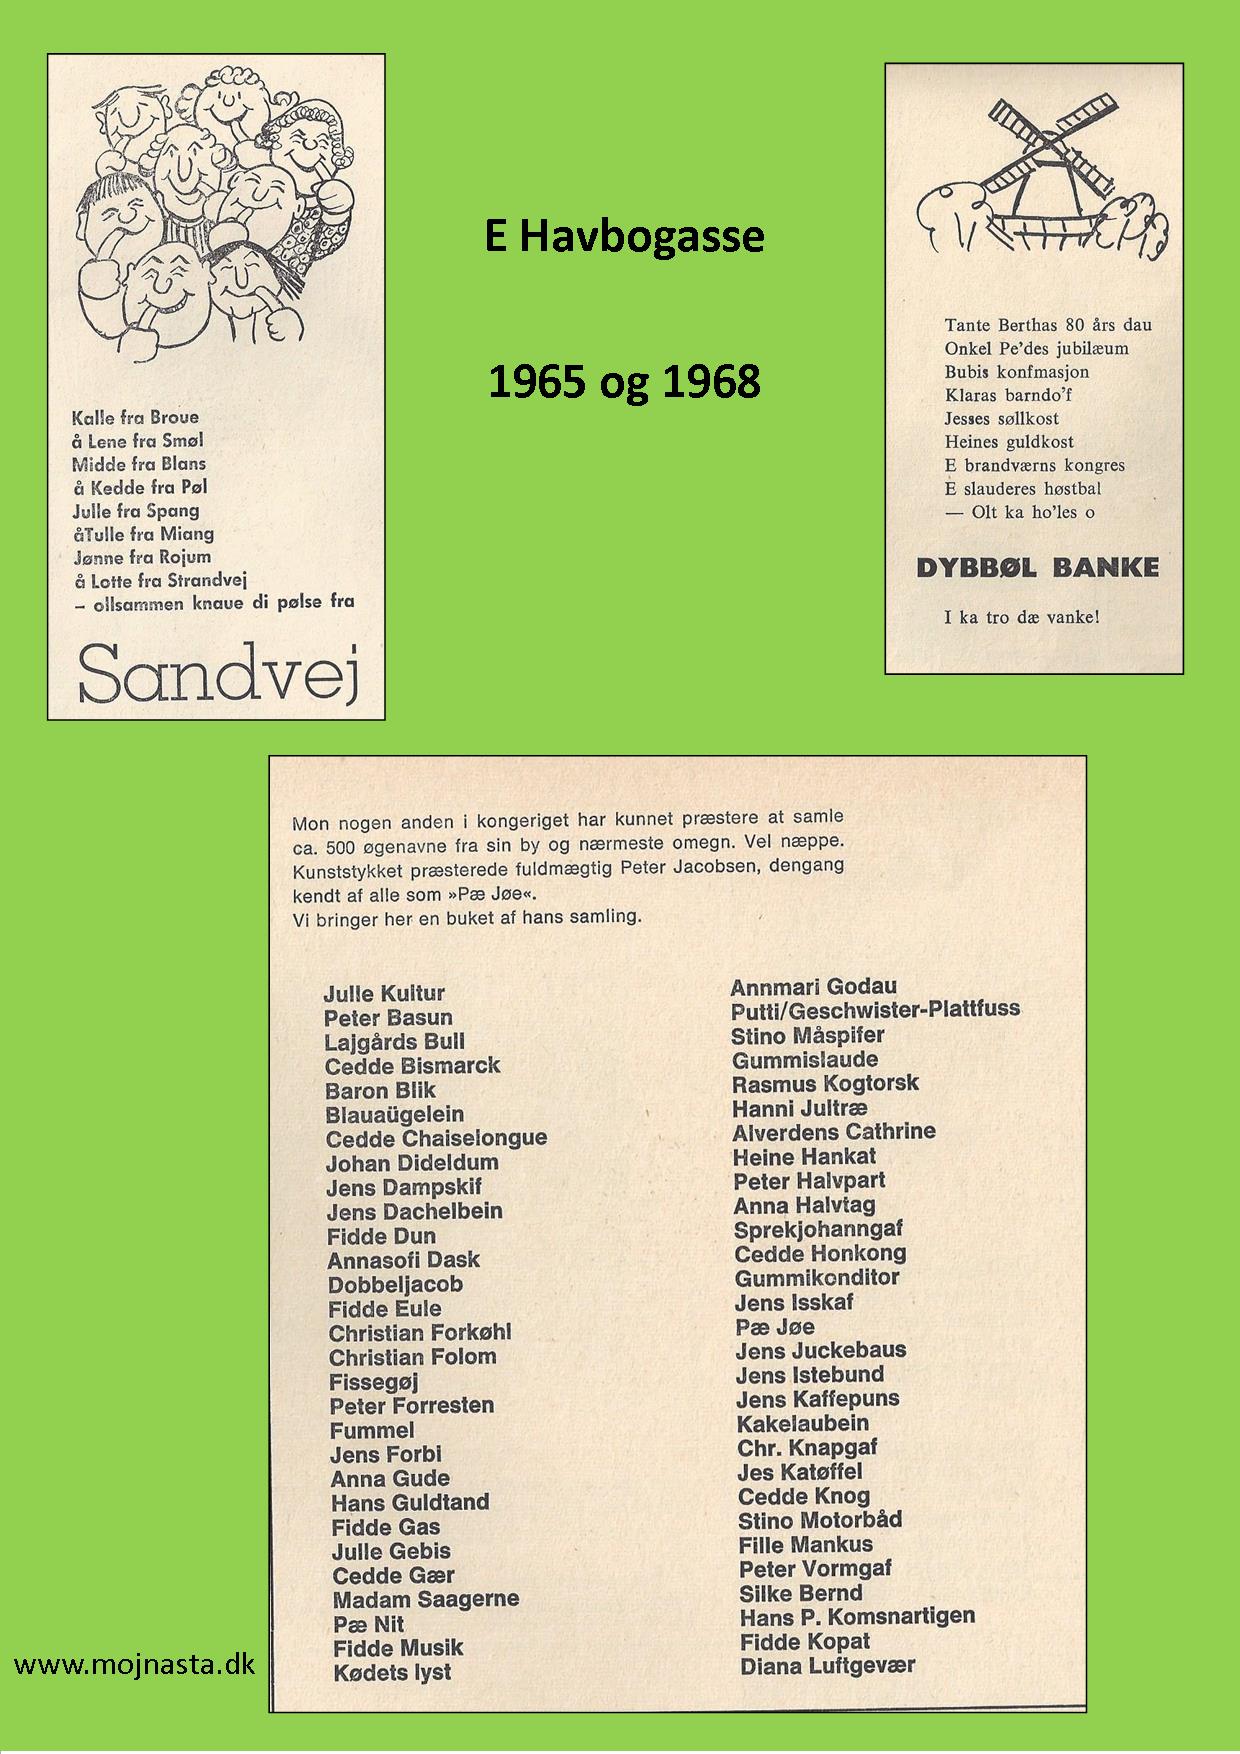 E Havbogasse
1965 og 1968
Kalle fra Broue
å Lene fra Smøl
Midde fra Blans
å Kedde fra Pøl
Julle fra Spang
åTulle fra Miang
Jønne fra Rojum
å Lotte fra Strandvej
– ollsammen knaue di pølse fra
Sandvej
Tante Berthas 80 års dau
Onkel Pe'des jubilæum
Bubis konfmasjon
Klaras barndo'f
Jesses søllkost
Heines guldkost
E brandværns kongres
E slauderes høstbal
— Olt ka ho'les o
DYBBØL BANKE
I ka tro dæ vanke!
Mon nogen anden i kongeriget har kunnet præstere at samle
ca. 500 øgenavne fra sin by og nærmeste omegn. Vel næppe.
Kunststykket præsterede fuldmægtig Peter Jacobsen, dengang
kendt af alle som »Pæ Jøe«.
Vi bringer her en buket af hans samling.
Julle Kultur
Peter Basun
Lajgårds Bull
Cedde Bismarck
Baron Blik
Blauaügelein
Cedde Chaiselongue
Johan Dideldum
Jens Dampskif
Jens Dachelbein
Fidde Dun
Annasofi Dask
Dobbeljacob
Fidde Eule
Christian Forkøhl
Christian Folom
Fissegøj
Peter Forresten
Fummel
Jens Forbi
Anna Gude
Hans Guldtand
Fidde Gas
Julle Gebis
Cedde Gær
Madam Saagerne
Pæ Nit
Fidde Musik
Kødets lyst
Annmari Godau
Putti/Geschwister-Plattfuss
Stino Måspifer
Gummislaude
Rasmus Kogtorsk
Hanni Jultræ
Alverdens Cathrine
Heine Hankat
Peter Halvpart
Anna Halvtag
Sprekjohanngaf
Cedde Honkong
Gummikonditor
Jens Isskaf
Pæ Jøe
Jens Juckebaus
Jens Istebund
Jens Kaffepuns
Kakelaubein
Chr. Knapgaf
Jes Katøffel
Cedde Knog
Stino Motorbåd
Fille Mankus
Peter Vormgaf
Silke Bernd
Hans P. Komsnartigen
Fidde Kopat
Diana Luftgevær
www.mojnasta.dk